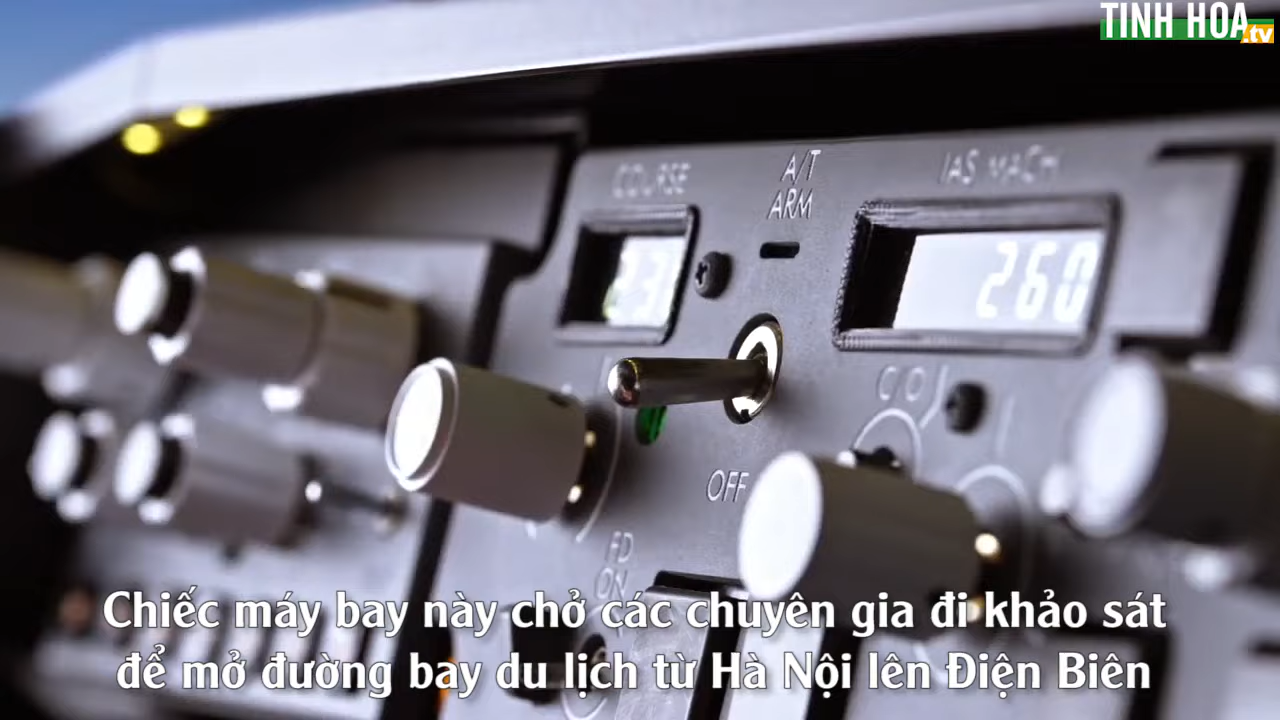 TINH HOA
.tv
COURSE
A/T
ARM
IAS MACH
260
OFF
FD
ON
Chiếc máy bay này chở các chuyên gia đi khảo sát
để mở đường bay du lịch từ Hà Nội lên Điện Biên